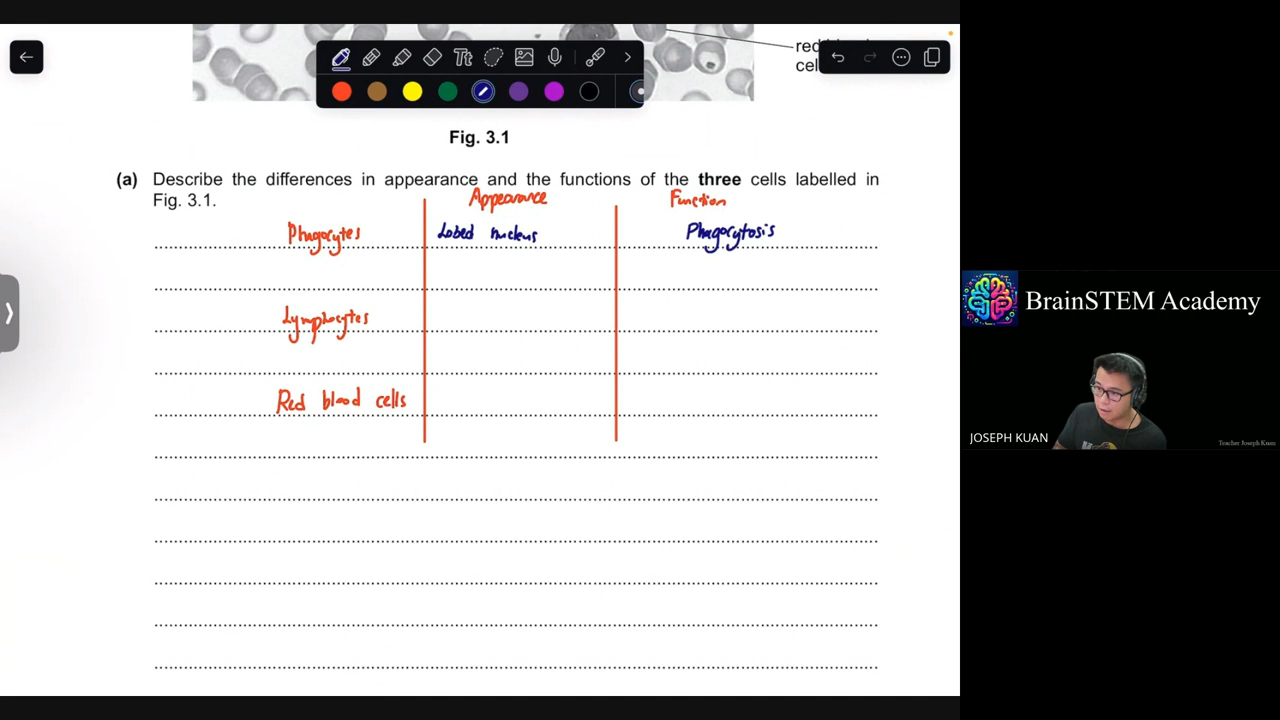 red
cel
Tt
Fig. 3.1
(a) Describe the differences in appearance and the functions of the three cells labelled in
Fig. 3.1.
Appearance Function
Phagocytes Lobed nucleus Phagocytosis
Lymphocytes
Red blood cells
BrainSTEM Academy
JOSEPH KUAN
Teacher Joseph Kuan